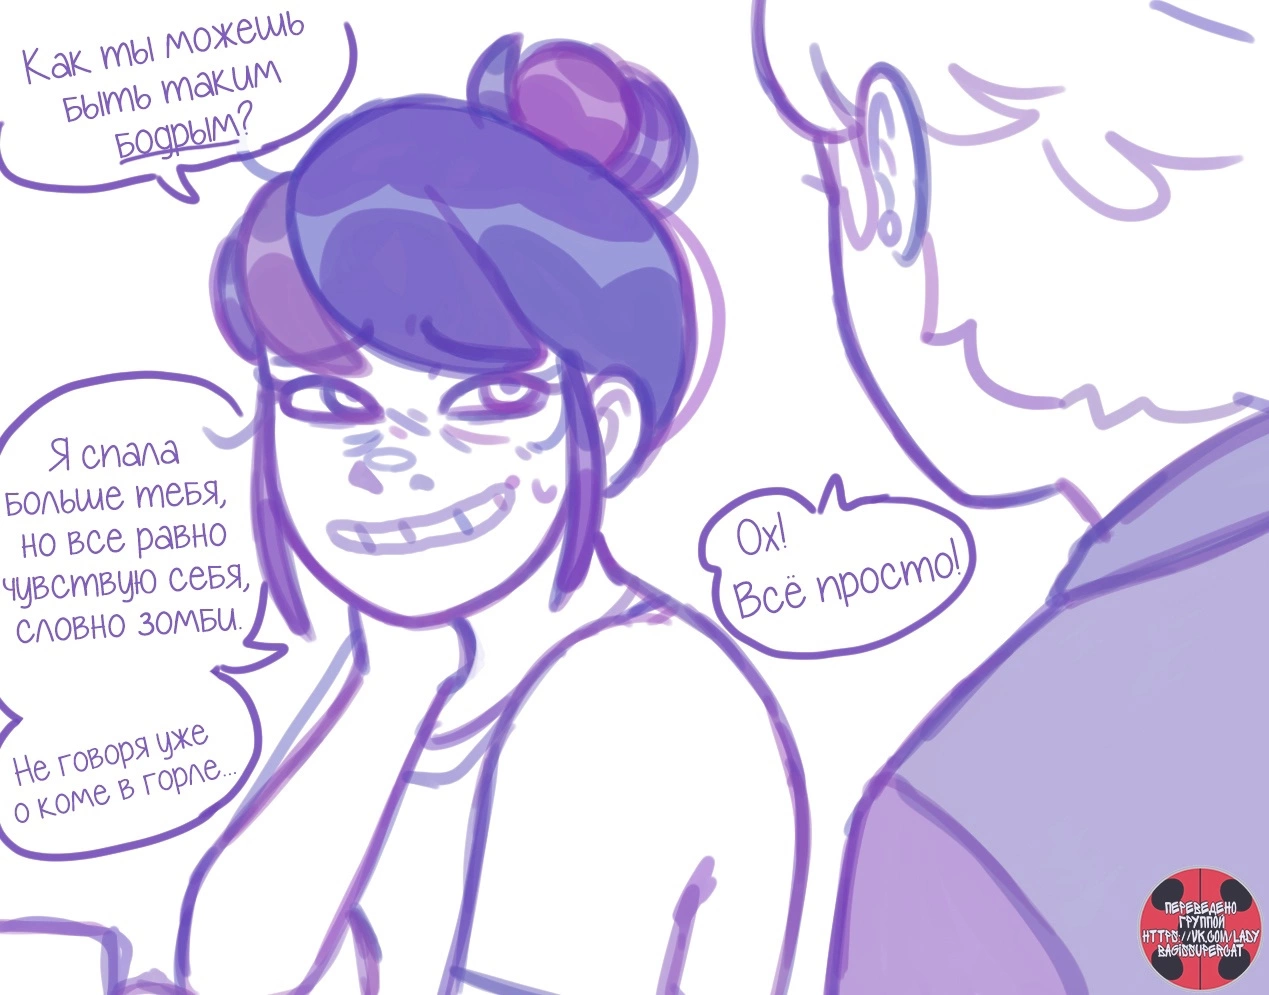 Как ты можешь
быть таким
бодрым?
Я спала
больше тебя,
но все равно
чувствую себя,
словно зомби.
Не говоря уже
о коме в горле...
Ох!
Всё просто!
ПЕРЕВЕДЕНО
ГРУППОЙ
HTTPS://VK.COM/LADY
BAGISSUPERCAT